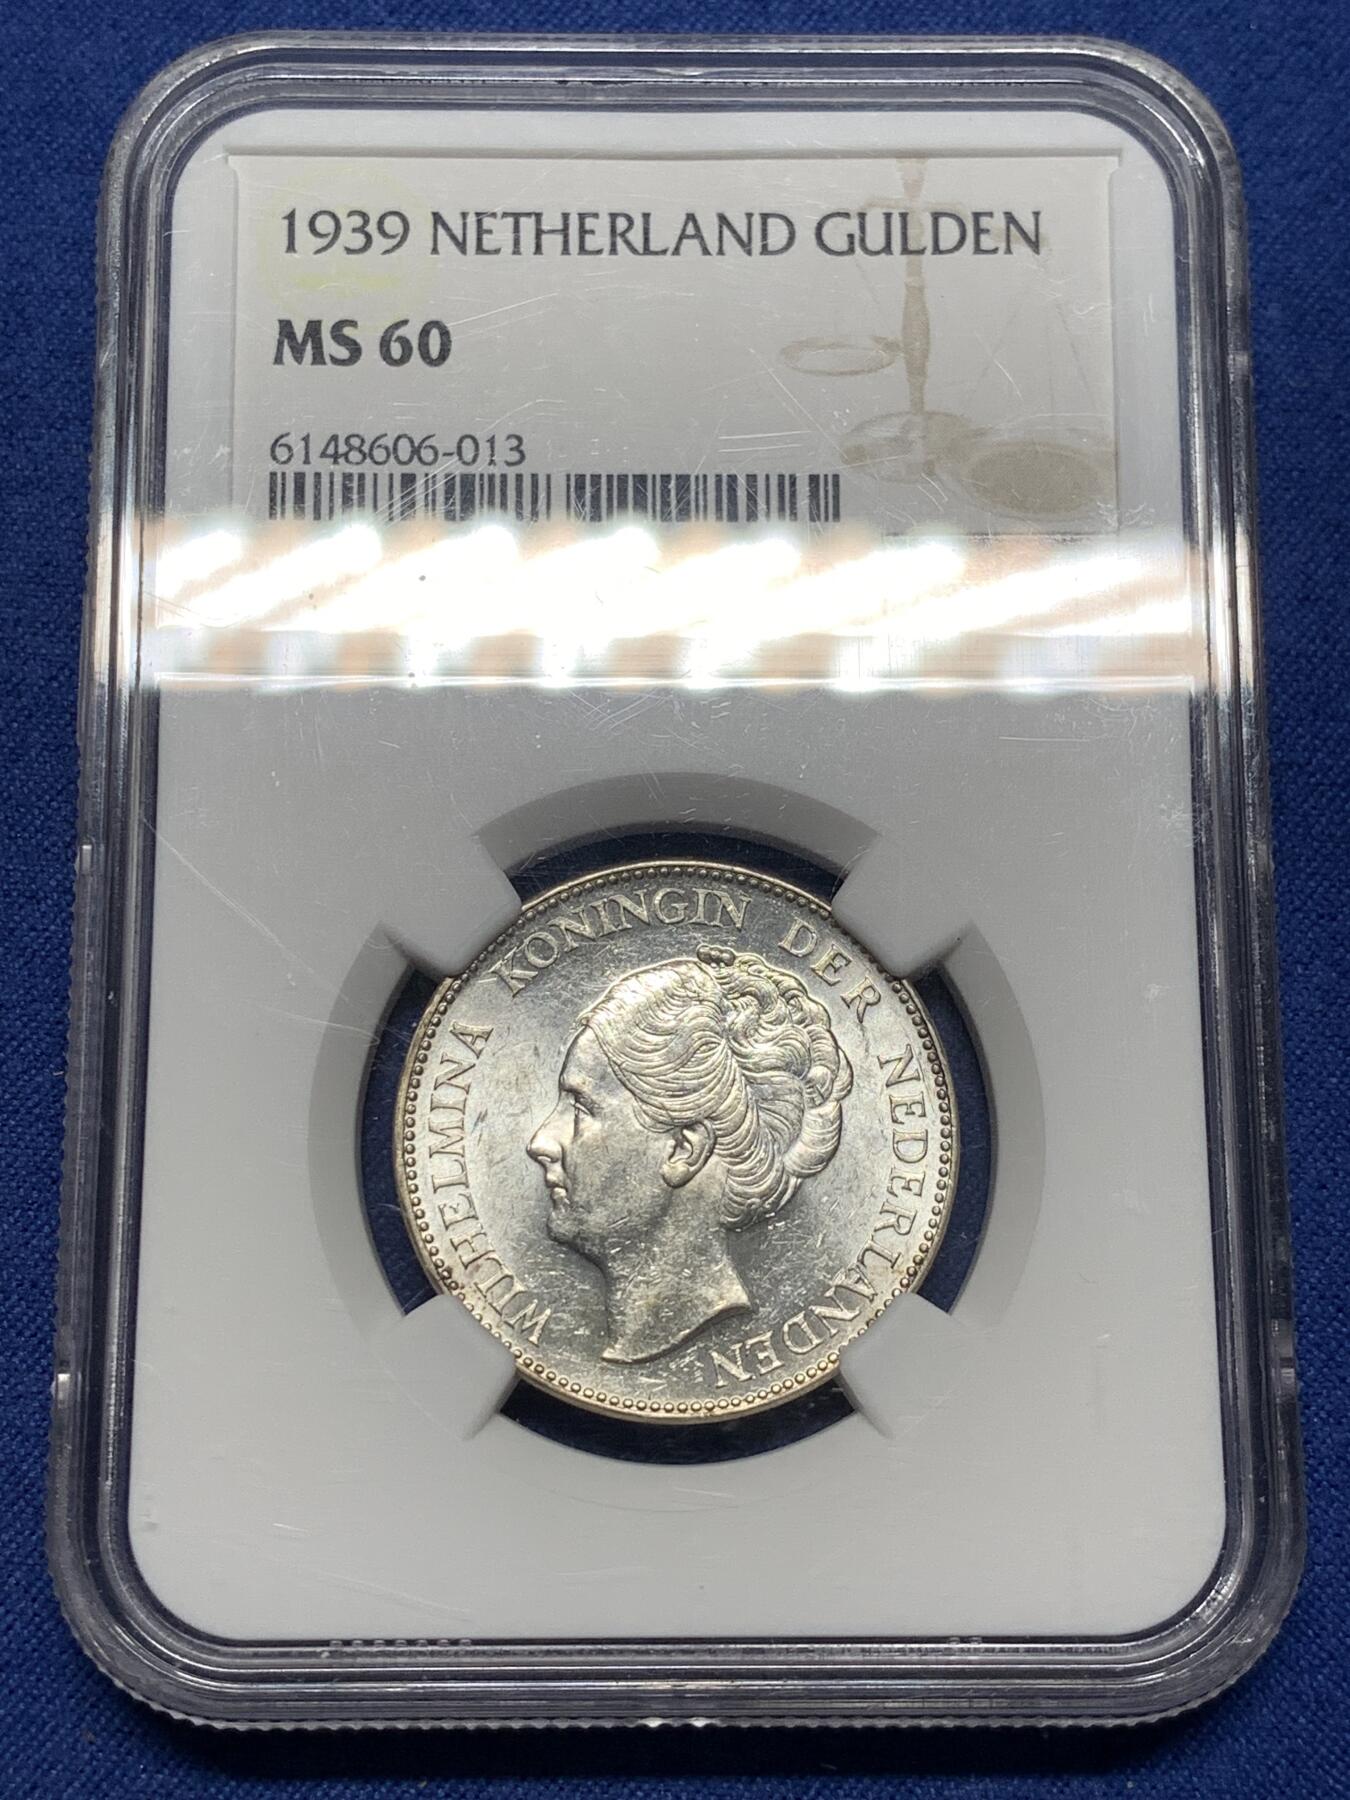 1939 NETHERLAND GULDEN
MS 60
6148606-013
WILHELMINA KONINGIN DER NEDERLANDEN